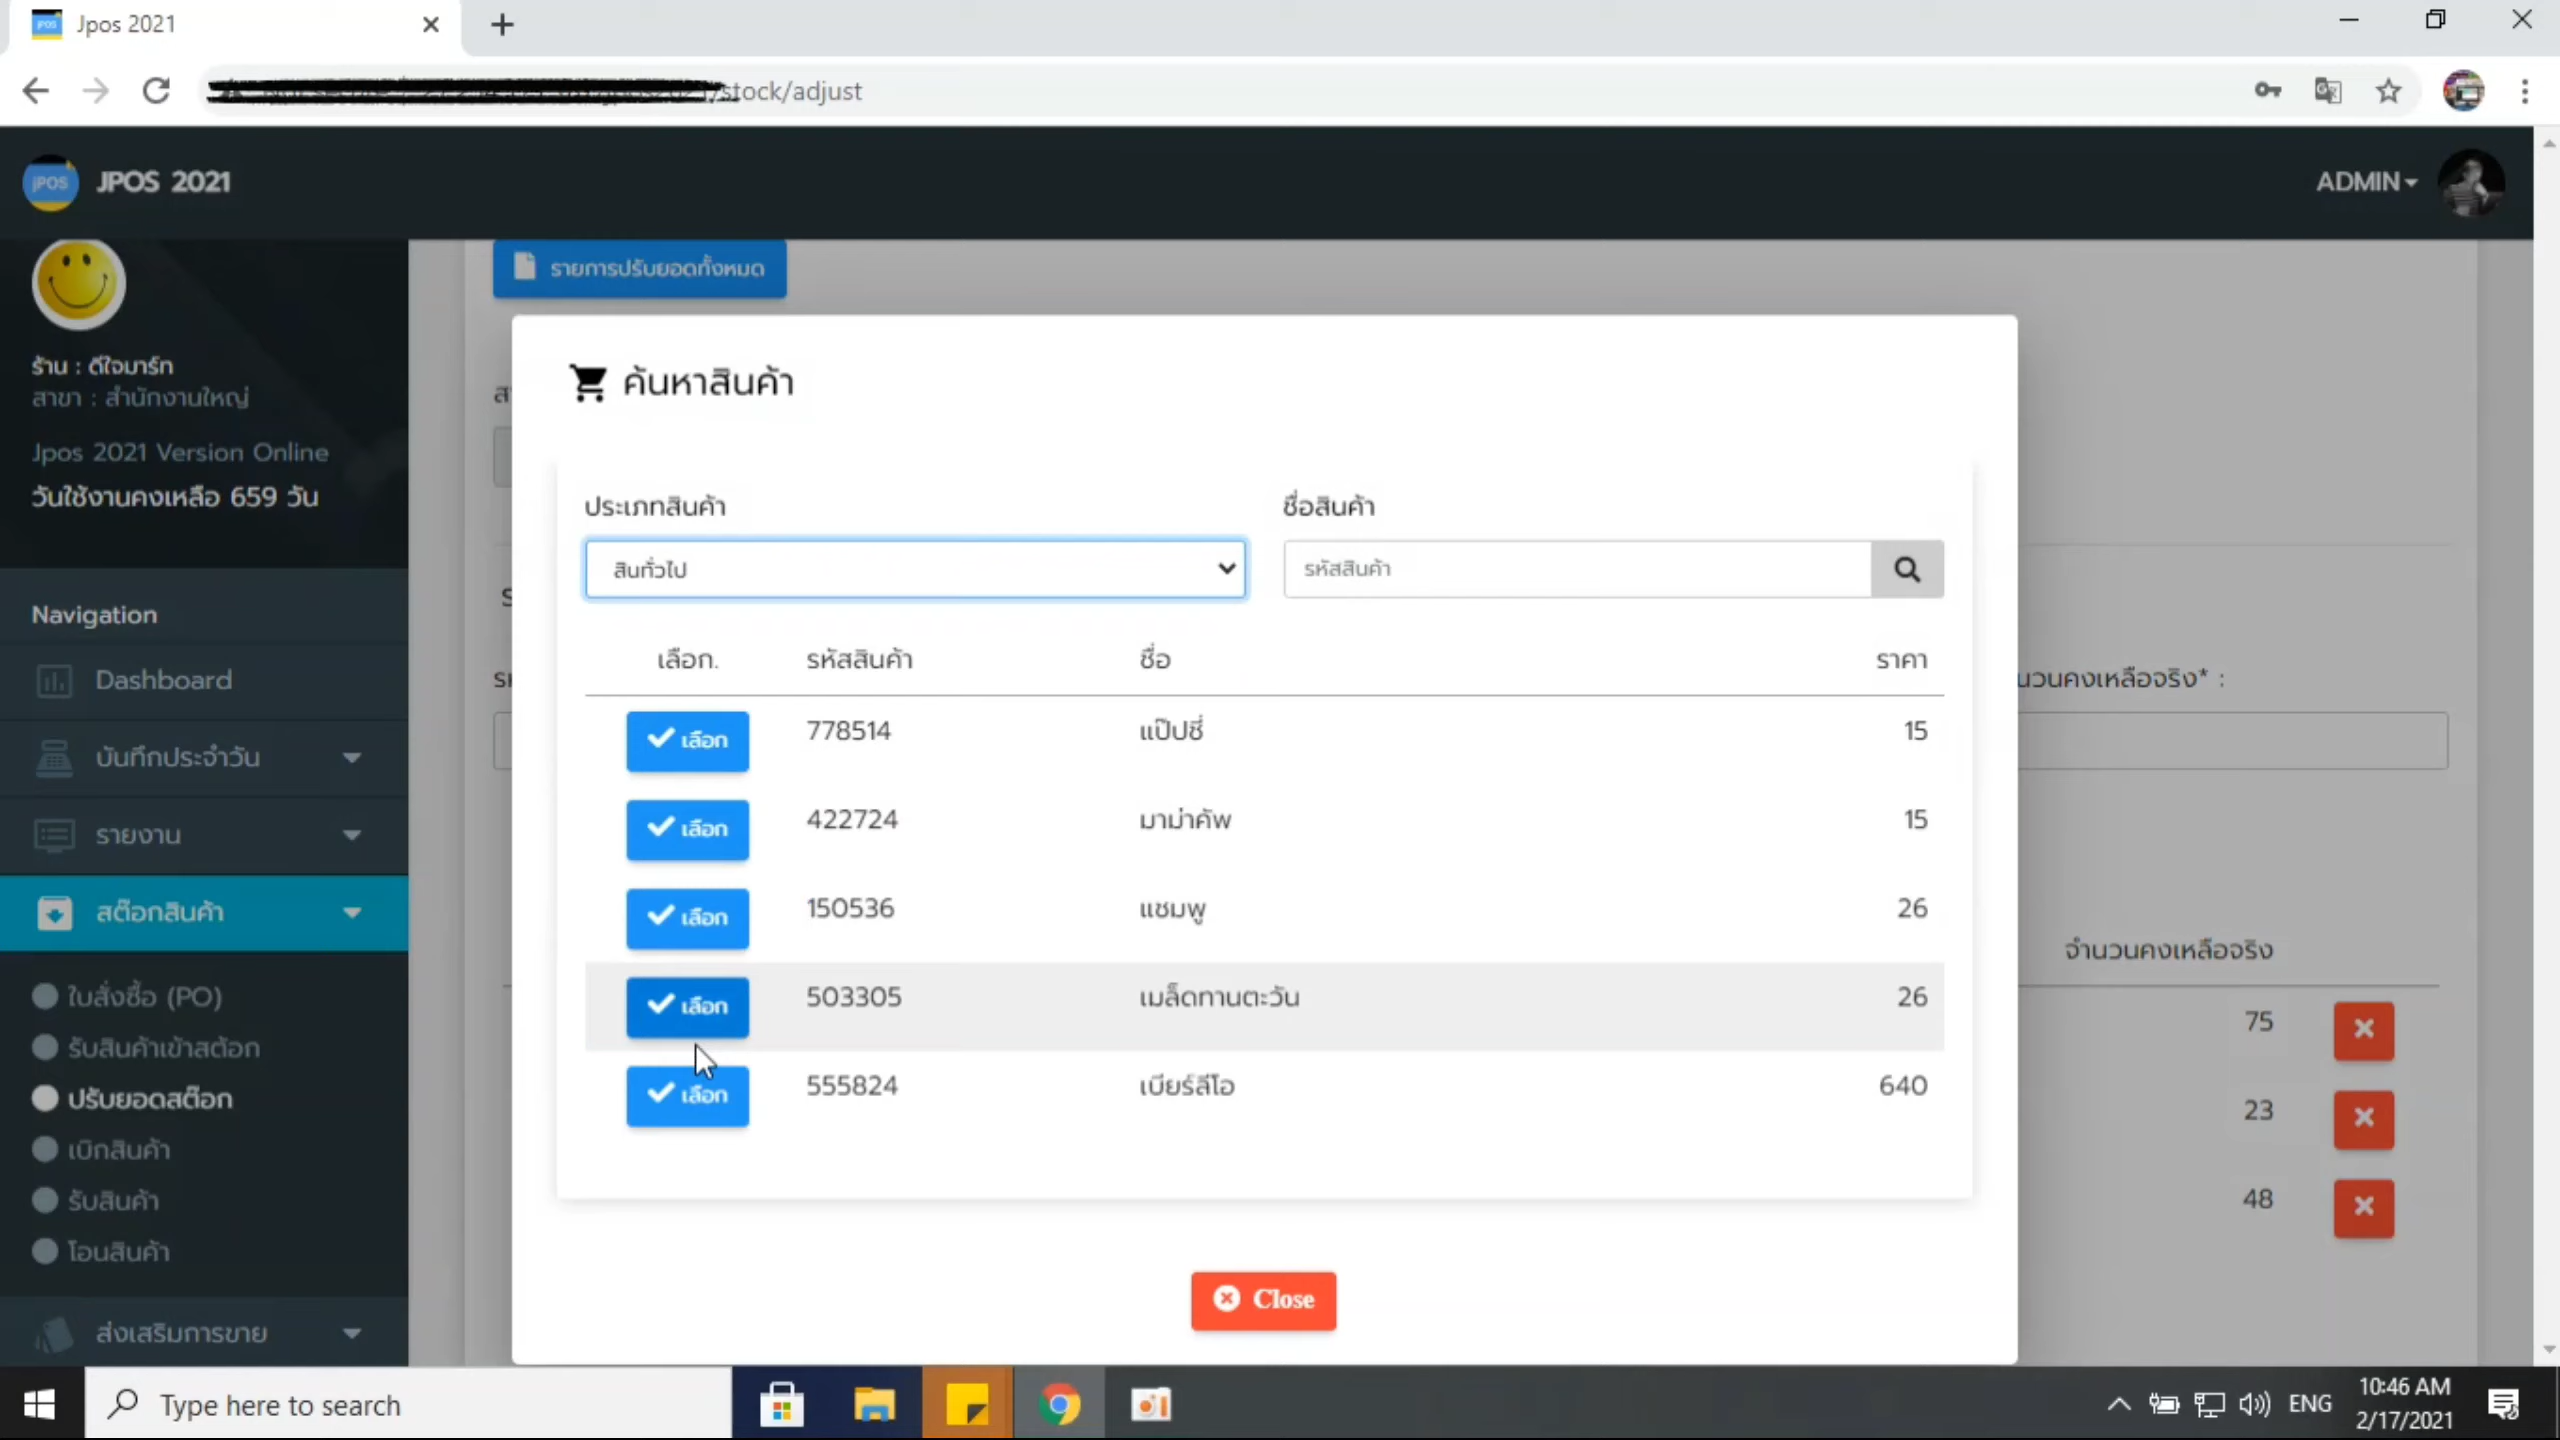 Jpos 2021
/stock/adjust
jPOS JPOS 2021
ADMIN
ร้าน : ดีใจมาร์ท
สาขา : สำนักงานใหญ่
Jpos 2021 Version Online
วันใช้งานคงเหลือ 659 วัน
Navigation
Dashboard
บันทึกประจำวัน
รายงาน
สต๊อกสินค้า
ใบสั่งซื้อ (PO)
รับสินค้าเข้าสต้อก
ปรับยอดสต๊อก
เบิกสินค้า
รับสินค้า
โอนสินค้า
ส่งเสริมการขาย
รายการปรับยอดทั้งหมด
ค้นหาสินค้า
ประเภทสินค้า
ชื่อสินค้า
สินทั่วไป
รหัสสินค้า
เลือก. รหัสสินค้า ชื่อ ราคา
เลือก 778514 แป๊ปซี่ 15
เลือก 422724 มาม่าคัพ 15
เลือก 150536 แชมพู 26
เลือก 503305 เมล็ดทานตะวัน 26
เลือก 555824 เบียร์ลีโอ 640
Close
นวนคงเหลือจริง* :
จำนวนคงเหลือจริง
75
23
48
Type here to search
ENG
10:46 AM
2/17/2021